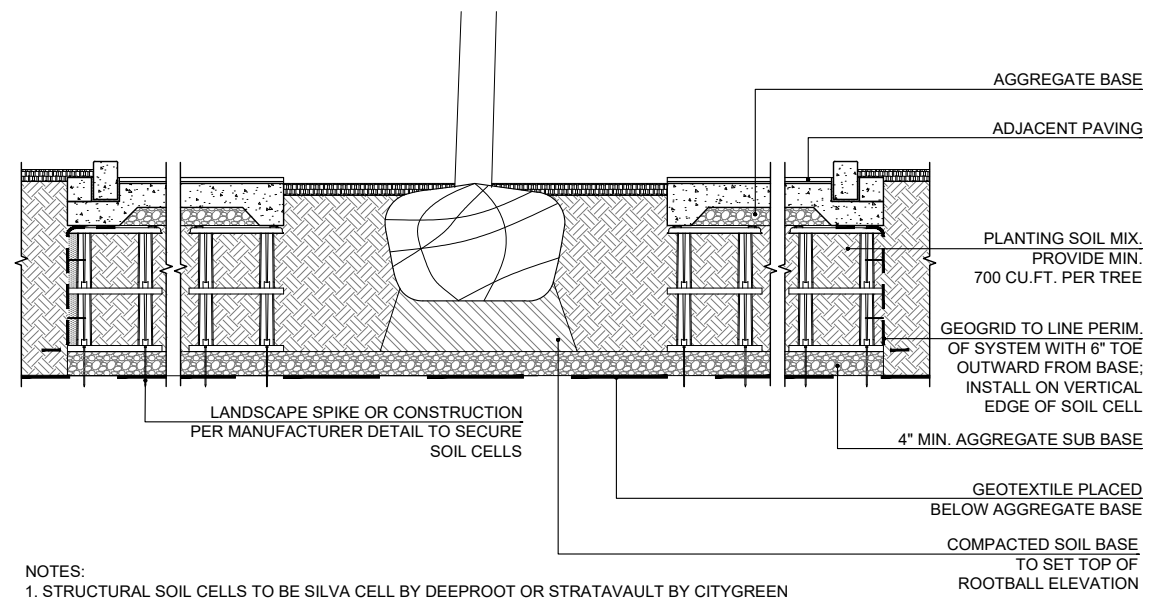 AGGREGATE BASE
ADJACENT PAVING
PLANTING SOIL MIX.
PROVIDE MIN.
700 CU.FT. PER TREE
GEOGRID TO LINE PERIM.
OF SYSTEM WITH 6" TOE
OUTWARD FROM BASE;
INSTALL ON VERTICAL
EDGE OF SOIL CELL
LANDSCAPE SPIKE OR CONSTRUCTION
PER MANUFACTURER DETAIL TO SECURE
SOIL CELLS
4" MIN. AGGREGATE SUB BASE
GEOTEXTILE PLACED
BELOW AGGREGATE BASE
COMPACTED SOIL BASE
TO SET TOP OF
ROOTBALL ELEVATION
NOTES:
1. STRUCTURAL SOIL CELLS TO BE SILVA CELL BY DEEPROOT OR STRATAVAULT BY CITYGREEN